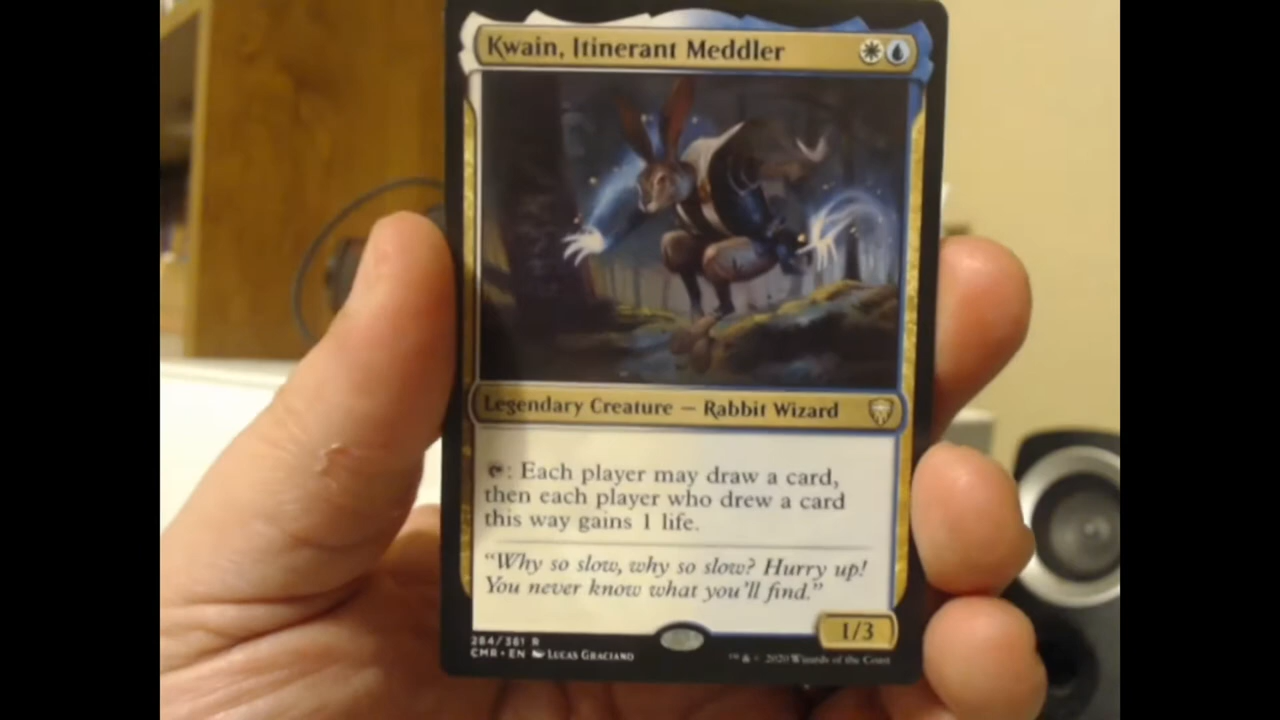 Kwain, Itinerant Meddler
Legendary Creature — Rabbit Wizard
: Each player may draw a card,
then each player who drew a card
this way gains 1 life.
“Why so slow, why so slow? Hurry up!
You never know what you’ll find.”
1/3
284/361 R
CMR • EN Lucas Graciano
™ & © 2020 Wizards of the Coast